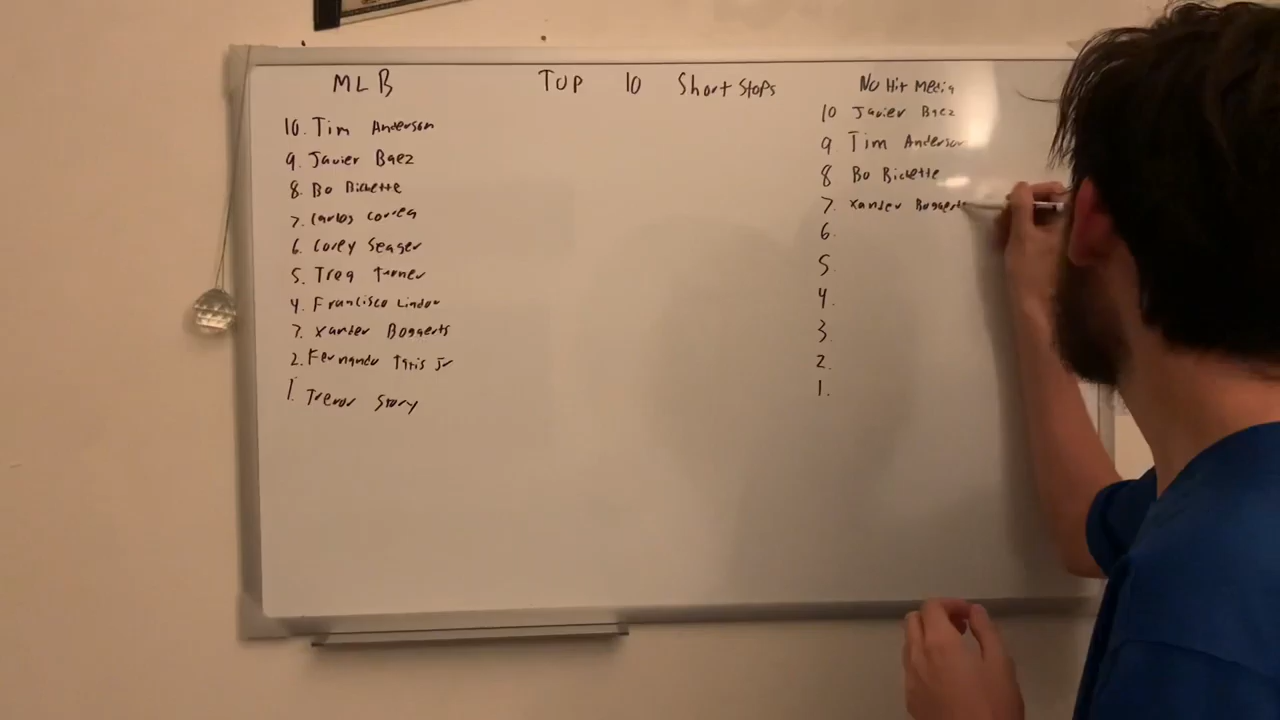 MLB TOP 10 Short Stops No Hit Media
10. Tim Anderson
9. Javier Baez
8. Bo Bichette
7. Carlos Correa
6. Corey Seager
5. Trea Turner
4. Francisco Lindor
3. Xander Boggerts
2. Fernando Tatis Jr
1. Trevor Story
10 Javier Baez
9 Tim Anderson
8 Bo Bichette
7. Xander Boggerts
6.
5.
4.
3.
2.
1.